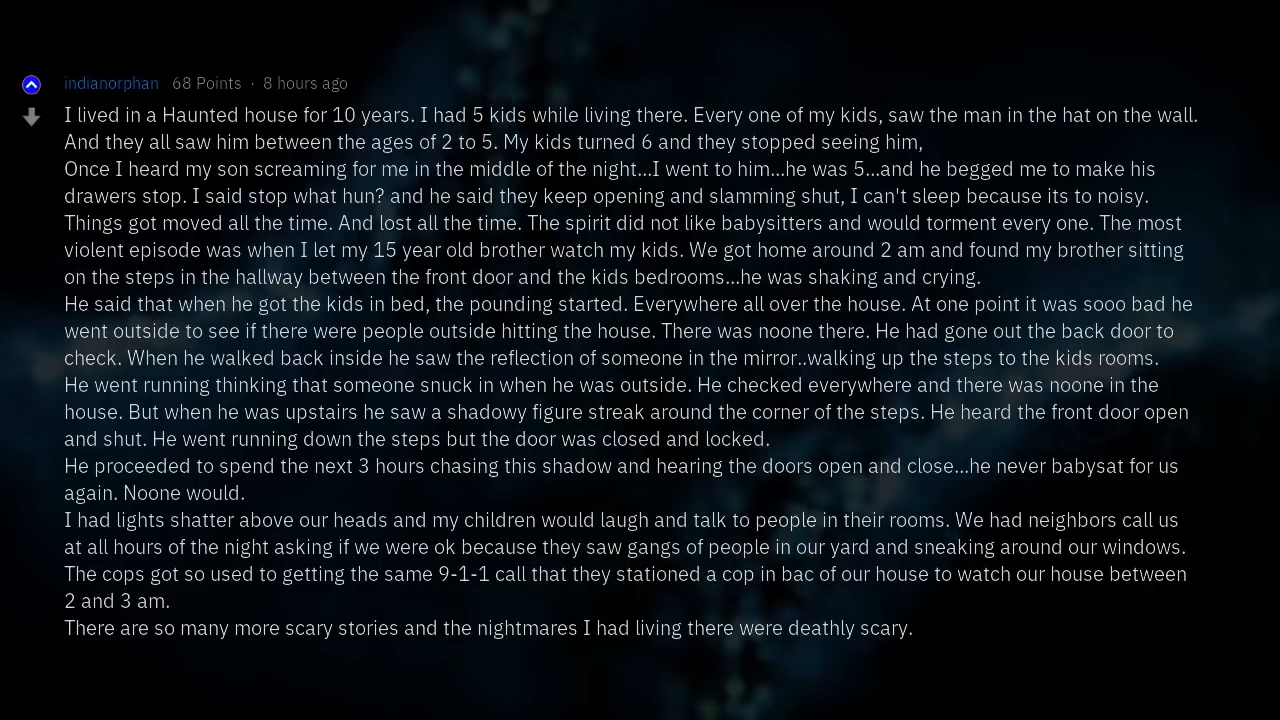 indianorphan 68 Points · 8 hours ago
I lived in a Haunted house for 10 years. I had 5 kids while living there. Every one of my kids, saw the man in the hat on the wall.
And they all saw him between the ages of 2 to 5. My kids turned 6 and they stopped seeing him,
Once I heard my son screaming for me in the middle of the night...I went to him...he was 5...and he begged me to make his
drawers stop. I said stop what hun? and he said they keep opening and slamming shut, I can't sleep because its to noisy.
Things got moved all the time. And lost all the time. The spirit did not like babysitters and would torment every one. The most
violent episode was when I let my 15 year old brother watch my kids. We got home around 2 am and found my brother sitting
on the steps in the hallway between the front door and the kids bedrooms...he was shaking and crying.
He said that when he got the kids in bed, the pounding started. Everywhere all over the house. At one point it was sooo bad he
went outside to see if there were people outside hitting the house. There was noone there. He had gone out the back door to
check. When he walked back inside he saw the reflection of someone in the mirror..walking up the steps to the kids rooms.
He went running thinking that someone snuck in when he was outside. He checked everywhere and there was noone in the
house. But when he was upstairs he saw a shadowy figure streak around the corner of the steps. He heard the front door open
and shut. He went running down the steps but the door was closed and locked.
He proceeded to spend the next 3 hours chasing this shadow and hearing the doors open and close...he never babysat for us
again. Noone would.
I had lights shatter above our heads and my children would laugh and talk to people in their rooms. We had neighbors call us
at all hours of the night asking if we were ok because they saw gangs of people in our yard and sneaking around our windows.
The cops got so used to getting the same 9-1-1 call that they stationed a cop in bac of our house to watch our house between
2 and 3 am.
There are so many more scary stories and the nightmares I had living there were deathly scary.